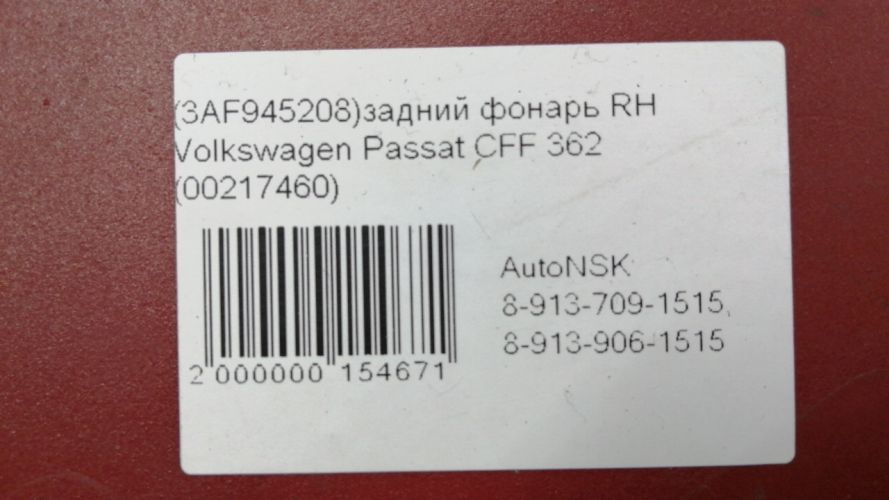 (3AF945208)задний фонарь RH
Volkswagen Passat CFF 362
(00217460)
AutoNSK
8-913-709-1515,
8-913-906-1515
2 000000 154671